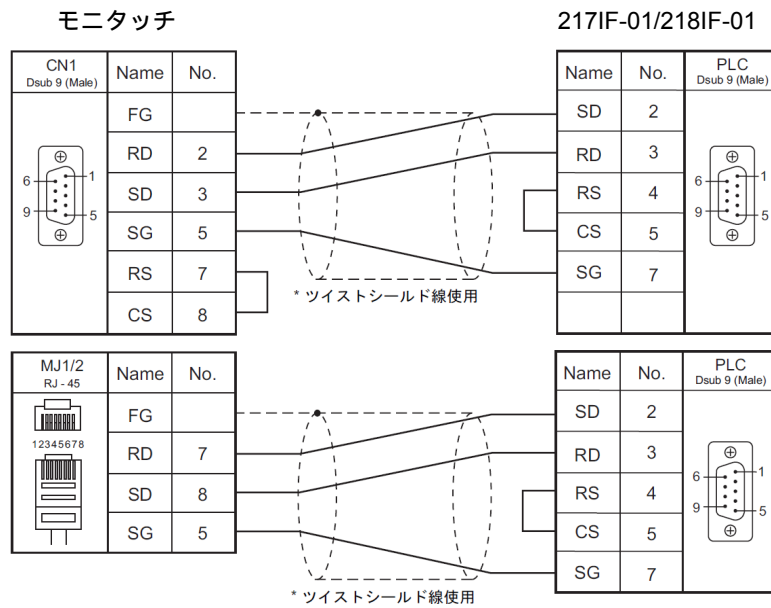 モニタッチ
217IF-01/218IF-01
CN1
Dsub 9 (Male)
Name No.
FG
RD 2
SD 3
SG 5
RS 7
CS 8
6
9
1
5
* ツイストシールド線使用
Name No.
PLC
Dsub 9 (Male)
SD 2
RD 3
RS 4
CS 5
SG 7
6
9
1
5
MJ1/2
RJ - 45
Name No.
12345678
FG
RD 7
SD 8
SG 5
* ツイストシールド線使用
Name No.
PLC
Dsub 9 (Male)
SD 2
RD 3
RS 4
CS 5
SG 7
6
9
1
5